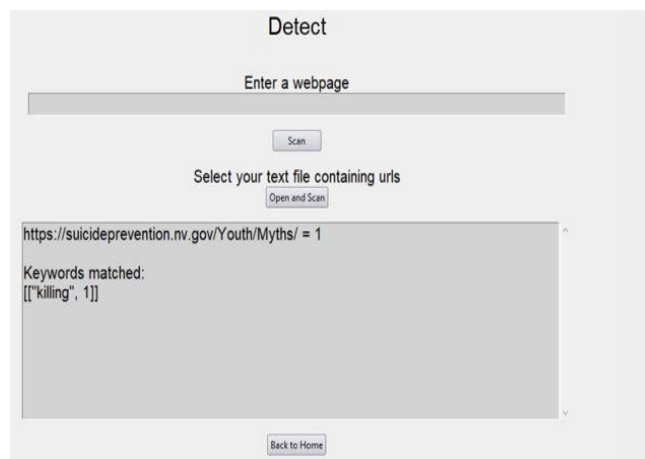 Detect
Enter a webpage
Scan
Select your text file containing urls
Open and Scan
https://suicideprevention.nv.gov/Youth/Myths/ = 1
Keywords matched:
[["killing", 1]]
Back to Home